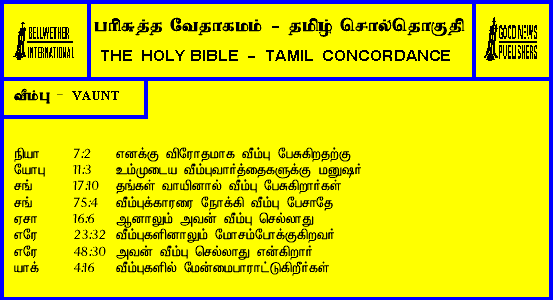 BELLWETHER
INTERNATIONAL
பரிசுத்த வேதாகமம் - தமிழ் சொல்தொகுதி
THE HOLY BIBLE - TAMIL CONCORDANCE
GOOD NEWS
PUBLISHERS
வீம்பு - VAUNT
நியா 7:2 எனக்கு விரோதமாக வீம்பு பேசுகிறதற்கு
யோபு 11:3 உம்முடைய வீம்புவார்த்தைகளுக்கு மனுஷர்
சங் 17:10 தங்கள் வாயினால் வீம்பு பேசுகிறார்கள்
சங் 75:4 வீம்புக்காரரை நோக்கி வீம்பு பேசாதே
ஏசா 16:6 ஆனாலும் அவன் வீம்பு செல்லாது
எரே 23:32 வீம்புகளினாலும் மோசம்போக்குகிறவர்
எரே 48:30 அவன் வீம்பு செல்லாது என்கிறார்
யாக் 4:16 வீம்புகளில் மேன்மைபாராட்டுகிறீர்கள்